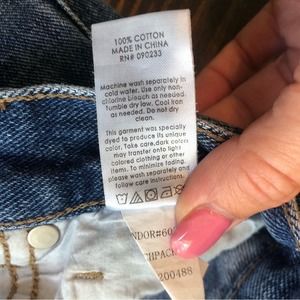 100% COTTON
MADE IN CHINA
RN# 090233
Machine wash separately in
cold water. Use only non-
chlorine bleach as needed.
Tumble dry low. Cool iron
as needed. Do not dry
clean.
This garment was specially
dyed to produce its unique
color. Take care,dark colors
may transfer onto light
colored clothing or other
items. To minimize fading,
please wash separately and
follow care instructions.
NDOR#60
200488